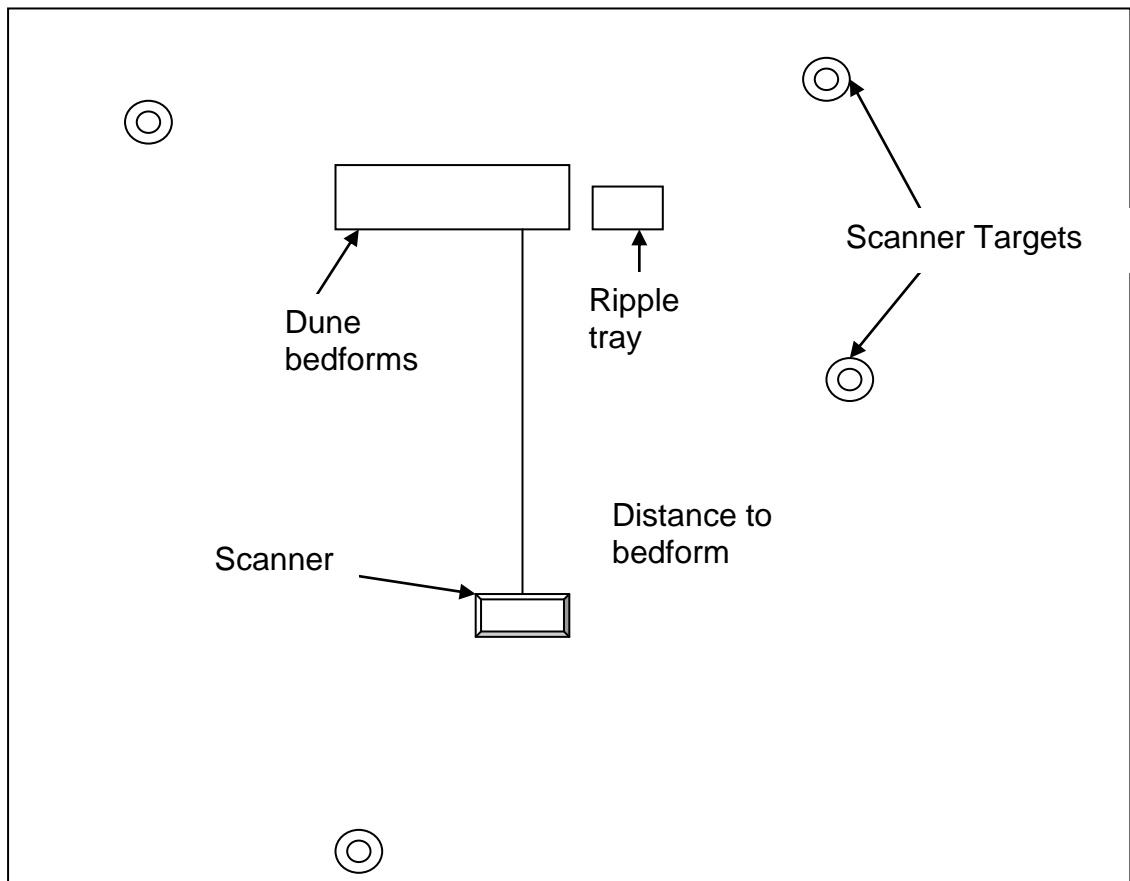 Scanner Targets
Ripple
tray
Dune
bedforms
Distance to
bedform
Scanner